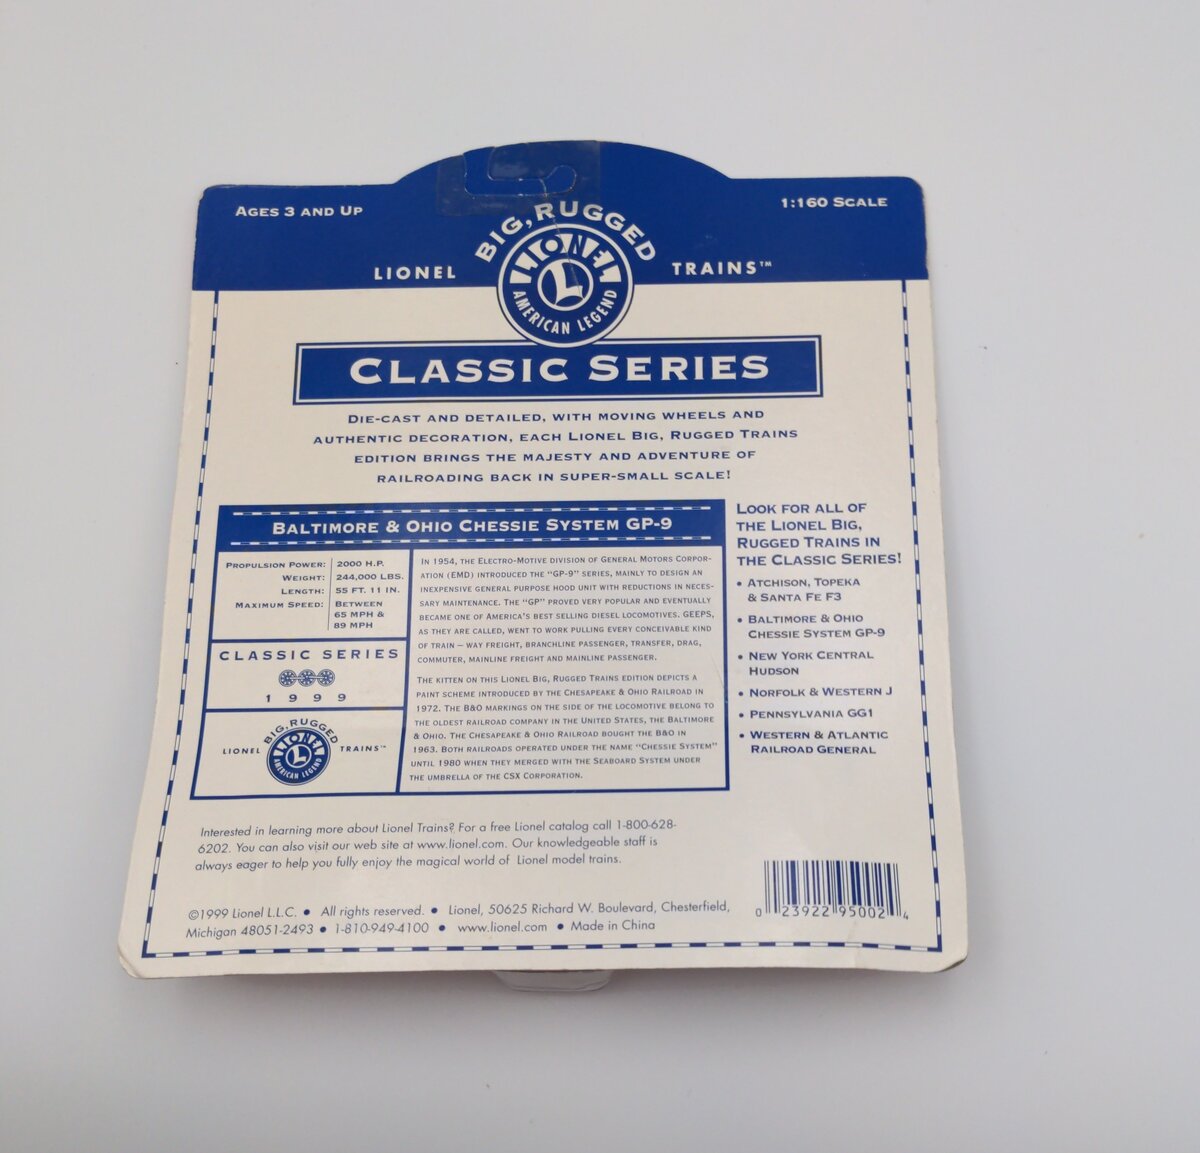 AGES 3 AND UP
1:160 SCALE
BIG, RUGGED
LIONEL
TRAINS™
LIONEL
L
AMERICAN LEGEND
CLASSIC SERIES
DIE-CAST AND DETAILED, WITH MOVING WHEELS AND
AUTHENTIC DECORATION, EACH LIONEL BIG, RUGGED TRAINS
EDITION BRINGS THE MAJESTY AND ADVENTURE OF
RAILROADING BACK IN SUPER-SMALL SCALE!
BALTIMORE & OHIO CHESSIE SYSTEM GP-9
PROPULSION POWER: 2000 H.P.
WEIGHT: 244,000 LBS.
LENGTH: 55 FT. 11 IN.
MAXIMUM SPEED: BETWEEN
65 MPH &
89 MPH
CLASSIC SERIES
1999
BIG, RUGGED
LIONEL
TRAINS™
LIONEL
L
AMERICAN LEGEND
IN 1954, THE ELECTRO-MOTIVE DIVISION OF GENERAL MOTORS CORPOR-
ATION (EMD) INTRODUCED THE "GP-9" SERIES, MAINLY TO DESIGN AN
INEXPENSIVE GENERAL PURPOSE HOOD UNIT WITH REDUCTIONS IN NECES-
SARY MAINTENANCE. THE "GP" PROVED VERY POPULAR AND EVENTUALLY
BECAME ONE OF AMERICA'S BEST SELLING DIESEL LOCOMOTIVES. GEEPS,
AS THEY ARE CALLED, WENT TO WORK PULLING EVERY CONCEIVABLE KIND
OF TRAIN – WAY FREIGHT, BRANCHLINE PASSENGER, TRANSFER, DRAG,
COMMUTER, MAINLINE FREIGHT AND MAINLINE PASSENGER.
THE KITTEN ON THIS LIONEL BIG, RUGGED TRAINS EDITION DEPICTS A
PAINT SCHEME INTRODUCED BY THE CHESAPEAKE & OHIO RAILROAD IN
1972. THE B&O MARKINGS ON THE SIDE OF THE LOCOMOTIVE BELONG TO
THE OLDEST RAILROAD COMPANY IN THE UNITED STATES, THE BALTIMORE
& OHIO. THE CHESAPEAKE & OHIO RAILROAD BOUGHT THE B&O IN
1963. BOTH RAILROADS OPERATED UNDER THE NAME "CHESSIE SYSTEM"
UNTIL 1980 WHEN THEY MERGED WITH THE SEABOARD SYSTEM UNDER
THE UMBRELLA OF THE CSX CORPORATION.
LOOK FOR ALL OF
THE LIONEL BIG,
RUGGED TRAINS IN
THE CLASSIC SERIES!
• ATCHISON, TOPEKA
& SANTA FE F3
• BALTIMORE & OHIO
CHESSIE SYSTEM GP-9
• NEW YORK CENTRAL
HUDSON
• NORFOLK & WESTERN J
• PENNSYLVANIA GG1
• WESTERN & ATLANTIC
RAILROAD GENERAL
Interested in learning more about Lionel Trains? For a free Lionel catalog call 1-800-628-
6202. You can also visit our web site at www.lionel.com. Our knowledgeable staff is
always eager to help you fully enjoy the magical world of Lionel model trains.
©1999 Lionel L.L.C. • All rights reserved. • Lionel, 50625 Richard W. Boulevard, Chesterfield,
Michigan 48051-2493 • 1-810-949-4100 • www.lionel.com • Made in China
0 23922 95002 4